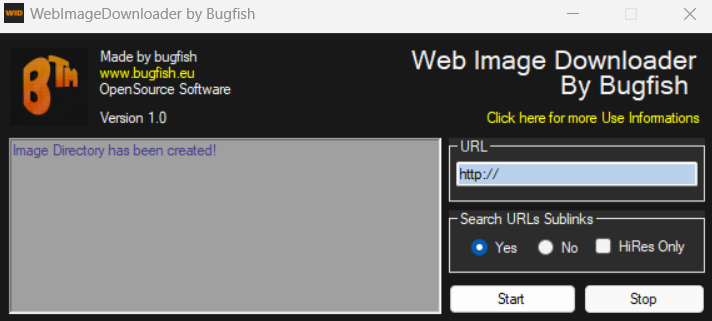 WID WebImageDownloader by Bugfish
BTM
Made by bugfish
www.bugfish.eu
OpenSource Software
Version 1.0
Web Image Downloader
By Bugfish
Click here for more Use Informations
Image Directory has been created!
URL
http://
Search URLs Sublinks
Yes No HiRes Only
Start Stop